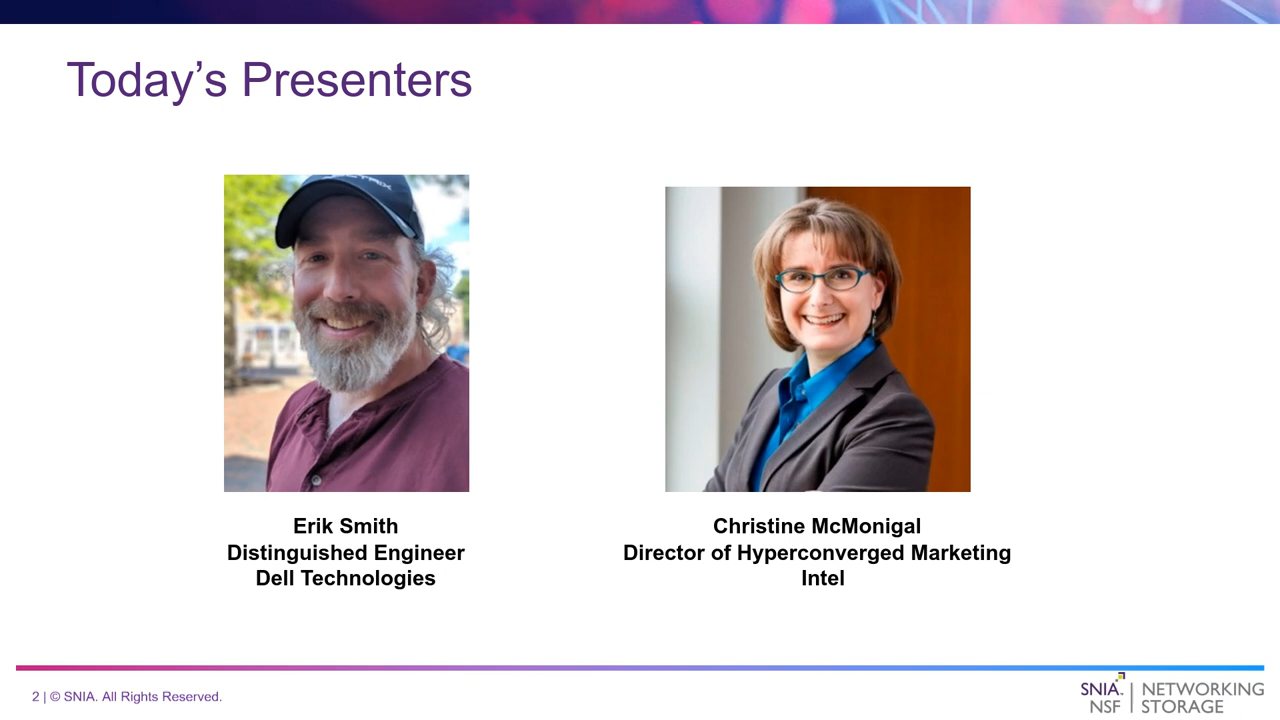 Today's Presenters
Erik Smith
Distinguished Engineer
Dell Technologies
Christine McMonigal
Director of Hyperconverged Marketing
Intel
2 | © SNIA. All Rights Reserved.
SNIA. | NETWORKING
NSF | STORAGE